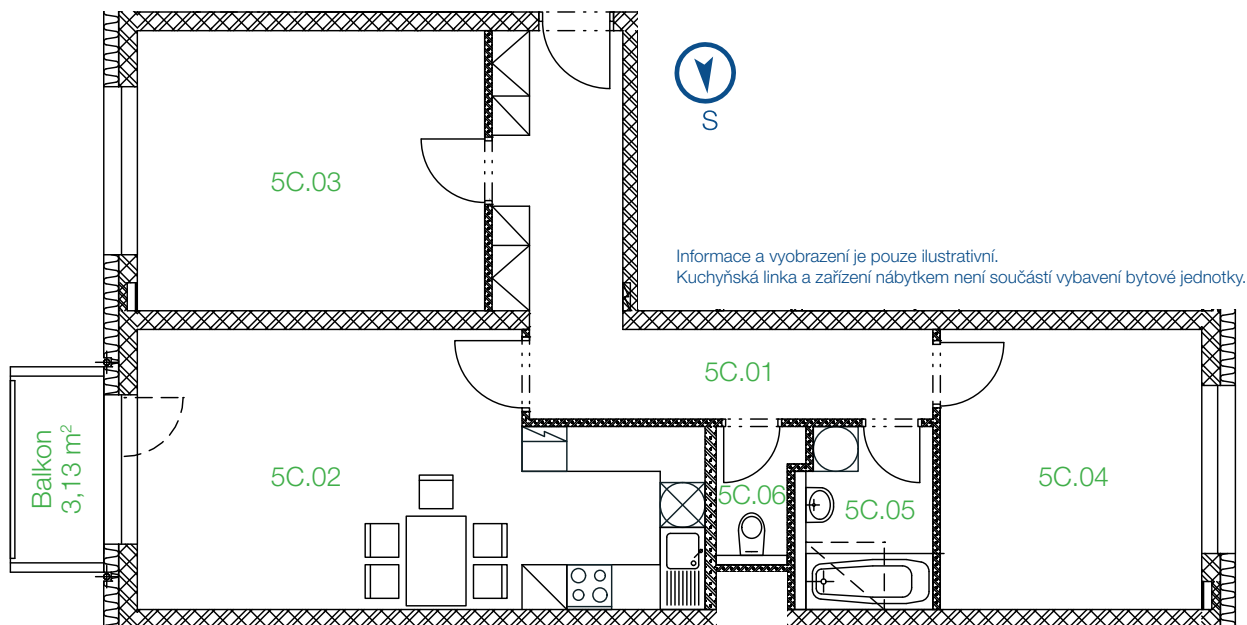 S
5C.03
Informace a vyobrazení je pouze ilustrativní.
Kuchyňská linka a zařízení nábytkem není součástí vybavení bytové jednotky.
5C.01
Balkon
3,13 m²
5C.02
5C.06
5C.05
5C.04